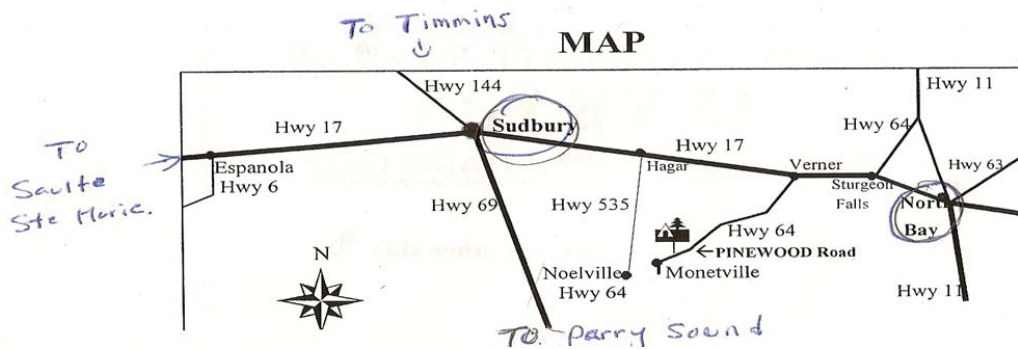 To Timmins
MAP
Hwy 11
Hwy 144
Hwy 64
Hwy 17
Sudbury
Hwy 17
To
Saulte
Ste Marie.
Espanola
Hwy 6
Hagar
Verner
Sturgeon
Falls
Hwy 63
North
Bay
Hwy 69
Hwy 535
Hwy 64
PINEWOOD Road
N
Noelville
Hwy 64
Monetville
Hwy 11
To. Parry Sound
other side